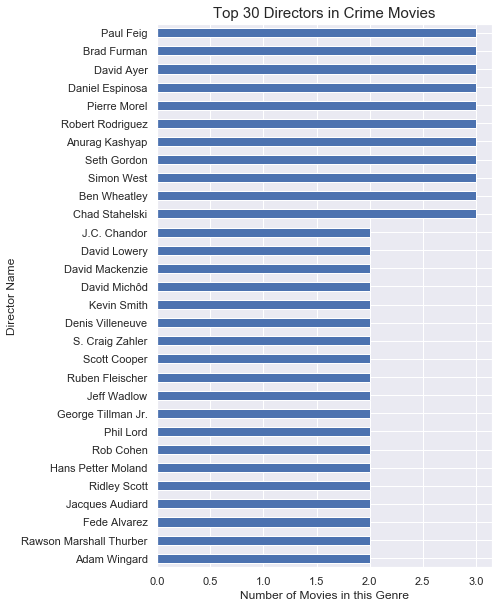 Top 30 Directors in Crime Movies
Paul Feig
Brad Furman
David Ayer
Daniel Espinosa
Pierre Morel
Robert Rodriguez
Anurag Kashyap
Seth Gordon
Simon West
Ben Wheatley
Chad Stahelski
J.C. Chandor
David Lowery
David Mackenzie
David Michôd
Kevin Smith
Denis Villeneuve
S. Craig Zahler
Scott Cooper
Ruben Fleischer
Jeff Wadlow
George Tillman Jr.
Phil Lord
Rob Cohen
Hans Petter Moland
Ridley Scott
Jacques Audiard
Fede Alvarez
Rawson Marshall Thurber
Adam Wingard
Director Name
0.0 0.5 1.0 1.5 2.0 2.5 3.0
Number of Movies in this Genre